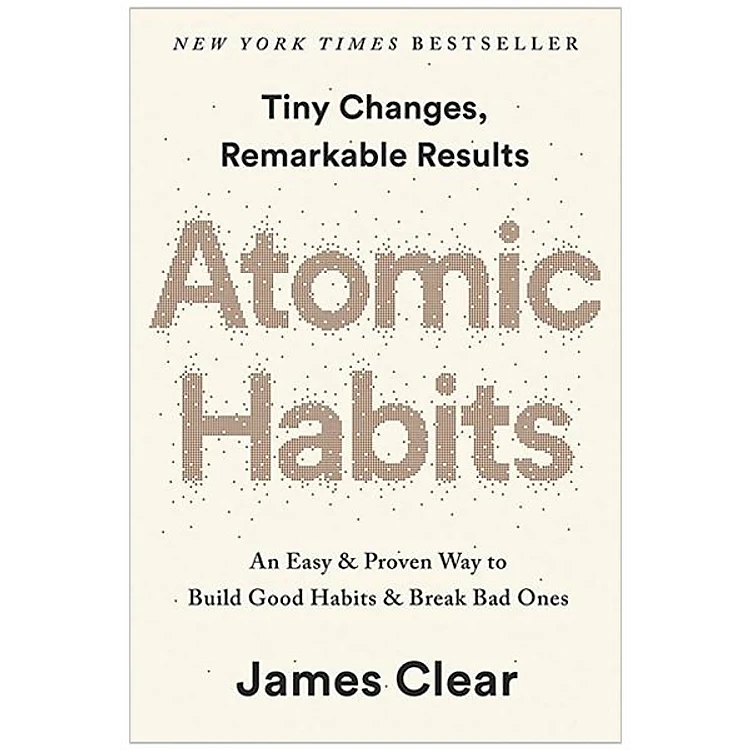 NEW YORK TIMES BESTSELLER
Tiny Changes,
Remarkable Results
Atomic
Habits
An Easy & Proven Way to
Build Good Habits & Break Bad Ones
James Clear